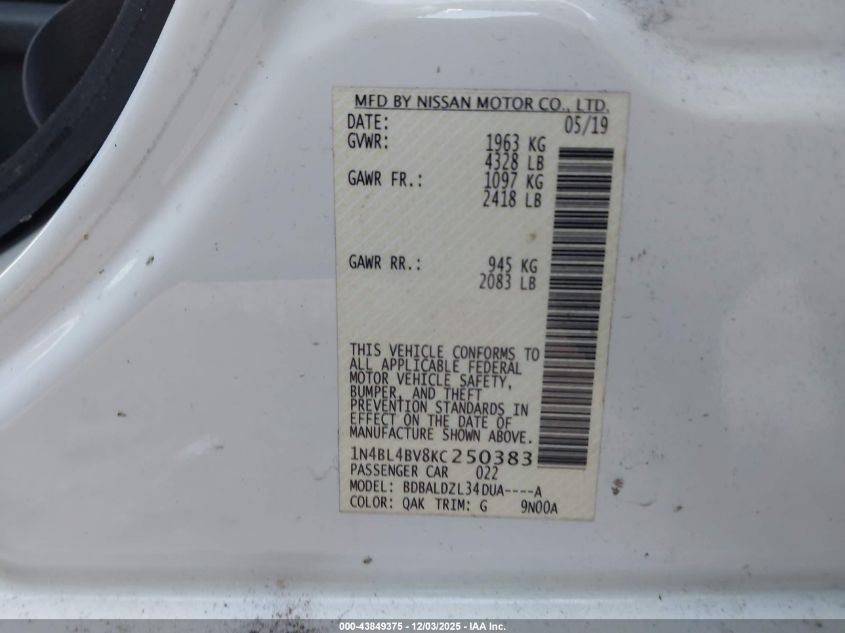 MFD BY NISSAN MOTOR CO., LTD.
DATE: 05/19
GVWR: 1963 KG
4328 LB
GAWR FR.: 1097 KG
2418 LB
GAWR RR.: 945 KG
2083 LB
THIS VEHICLE CONFORMS TO
ALL APPLICABLE FEDERAL
MOTOR VEHICLE SAFETY,
BUMPER, AND THEFT
PREVENTION STANDARDS IN
EFFECT ON THE DATE OF
MANUFACTURE SHOWN ABOVE.
1N4BL4BV8KC250383
PASSENGER CAR 022
MODEL: BDBALDZL34DUA----A
COLOR: QAK TRIM: G 9N00A
000-43849375 - 12/03/2025 - IAA Inc.